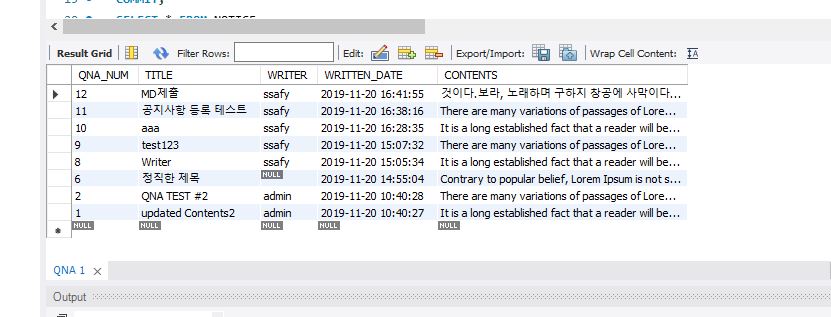 COMMIT;
SELECT * FROM NOTICE
Result Grid Filter Rows: Edit: Export/Import: Wrap Cell Content:
QNA_NUM TITLE WRITER WRITTEN_DATE CONTENTS
12 MD제출 ssafy 2019-11-20 16:41:55 것이다.보라, 노래하며 구하지 창공에 사막이다...
11 공지사항 등록 테스트 ssafy 2019-11-20 16:38:16 There are many variations of passages of Lore...
10 aaa ssafy 2019-11-20 16:28:35 It is a long established fact that a reader will be...
9 test123 ssafy 2019-11-20 15:07:32 There are many variations of passages of Lore...
8 Writer ssafy 2019-11-20 15:05:34 It is a long established fact that a reader will be...
6 정직한 제목 NULL 2019-11-20 14:55:04 Contrary to popular belief, Lorem Ipsum is not s...
2 QNA TEST #2 admin 2019-11-20 10:40:28 There are many variations of passages of Lore...
1 updated Contents2 admin 2019-11-20 10:40:27 It is a long established fact that a reader will be...
NULL NULL NULL NULL NULL
QNA 1
Output